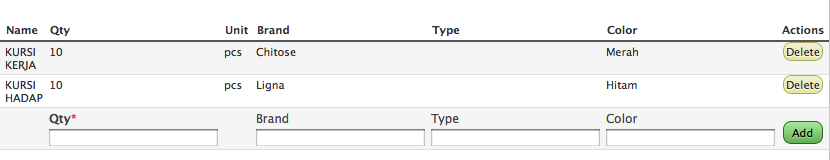 Name Qty Unit Brand Type Color Actions
KURSI KERJA 10 pcs Chitose Merah Delete
KURSI HADAP 10 pcs Ligna Hitam Delete
Qty* Brand Type Color
Add